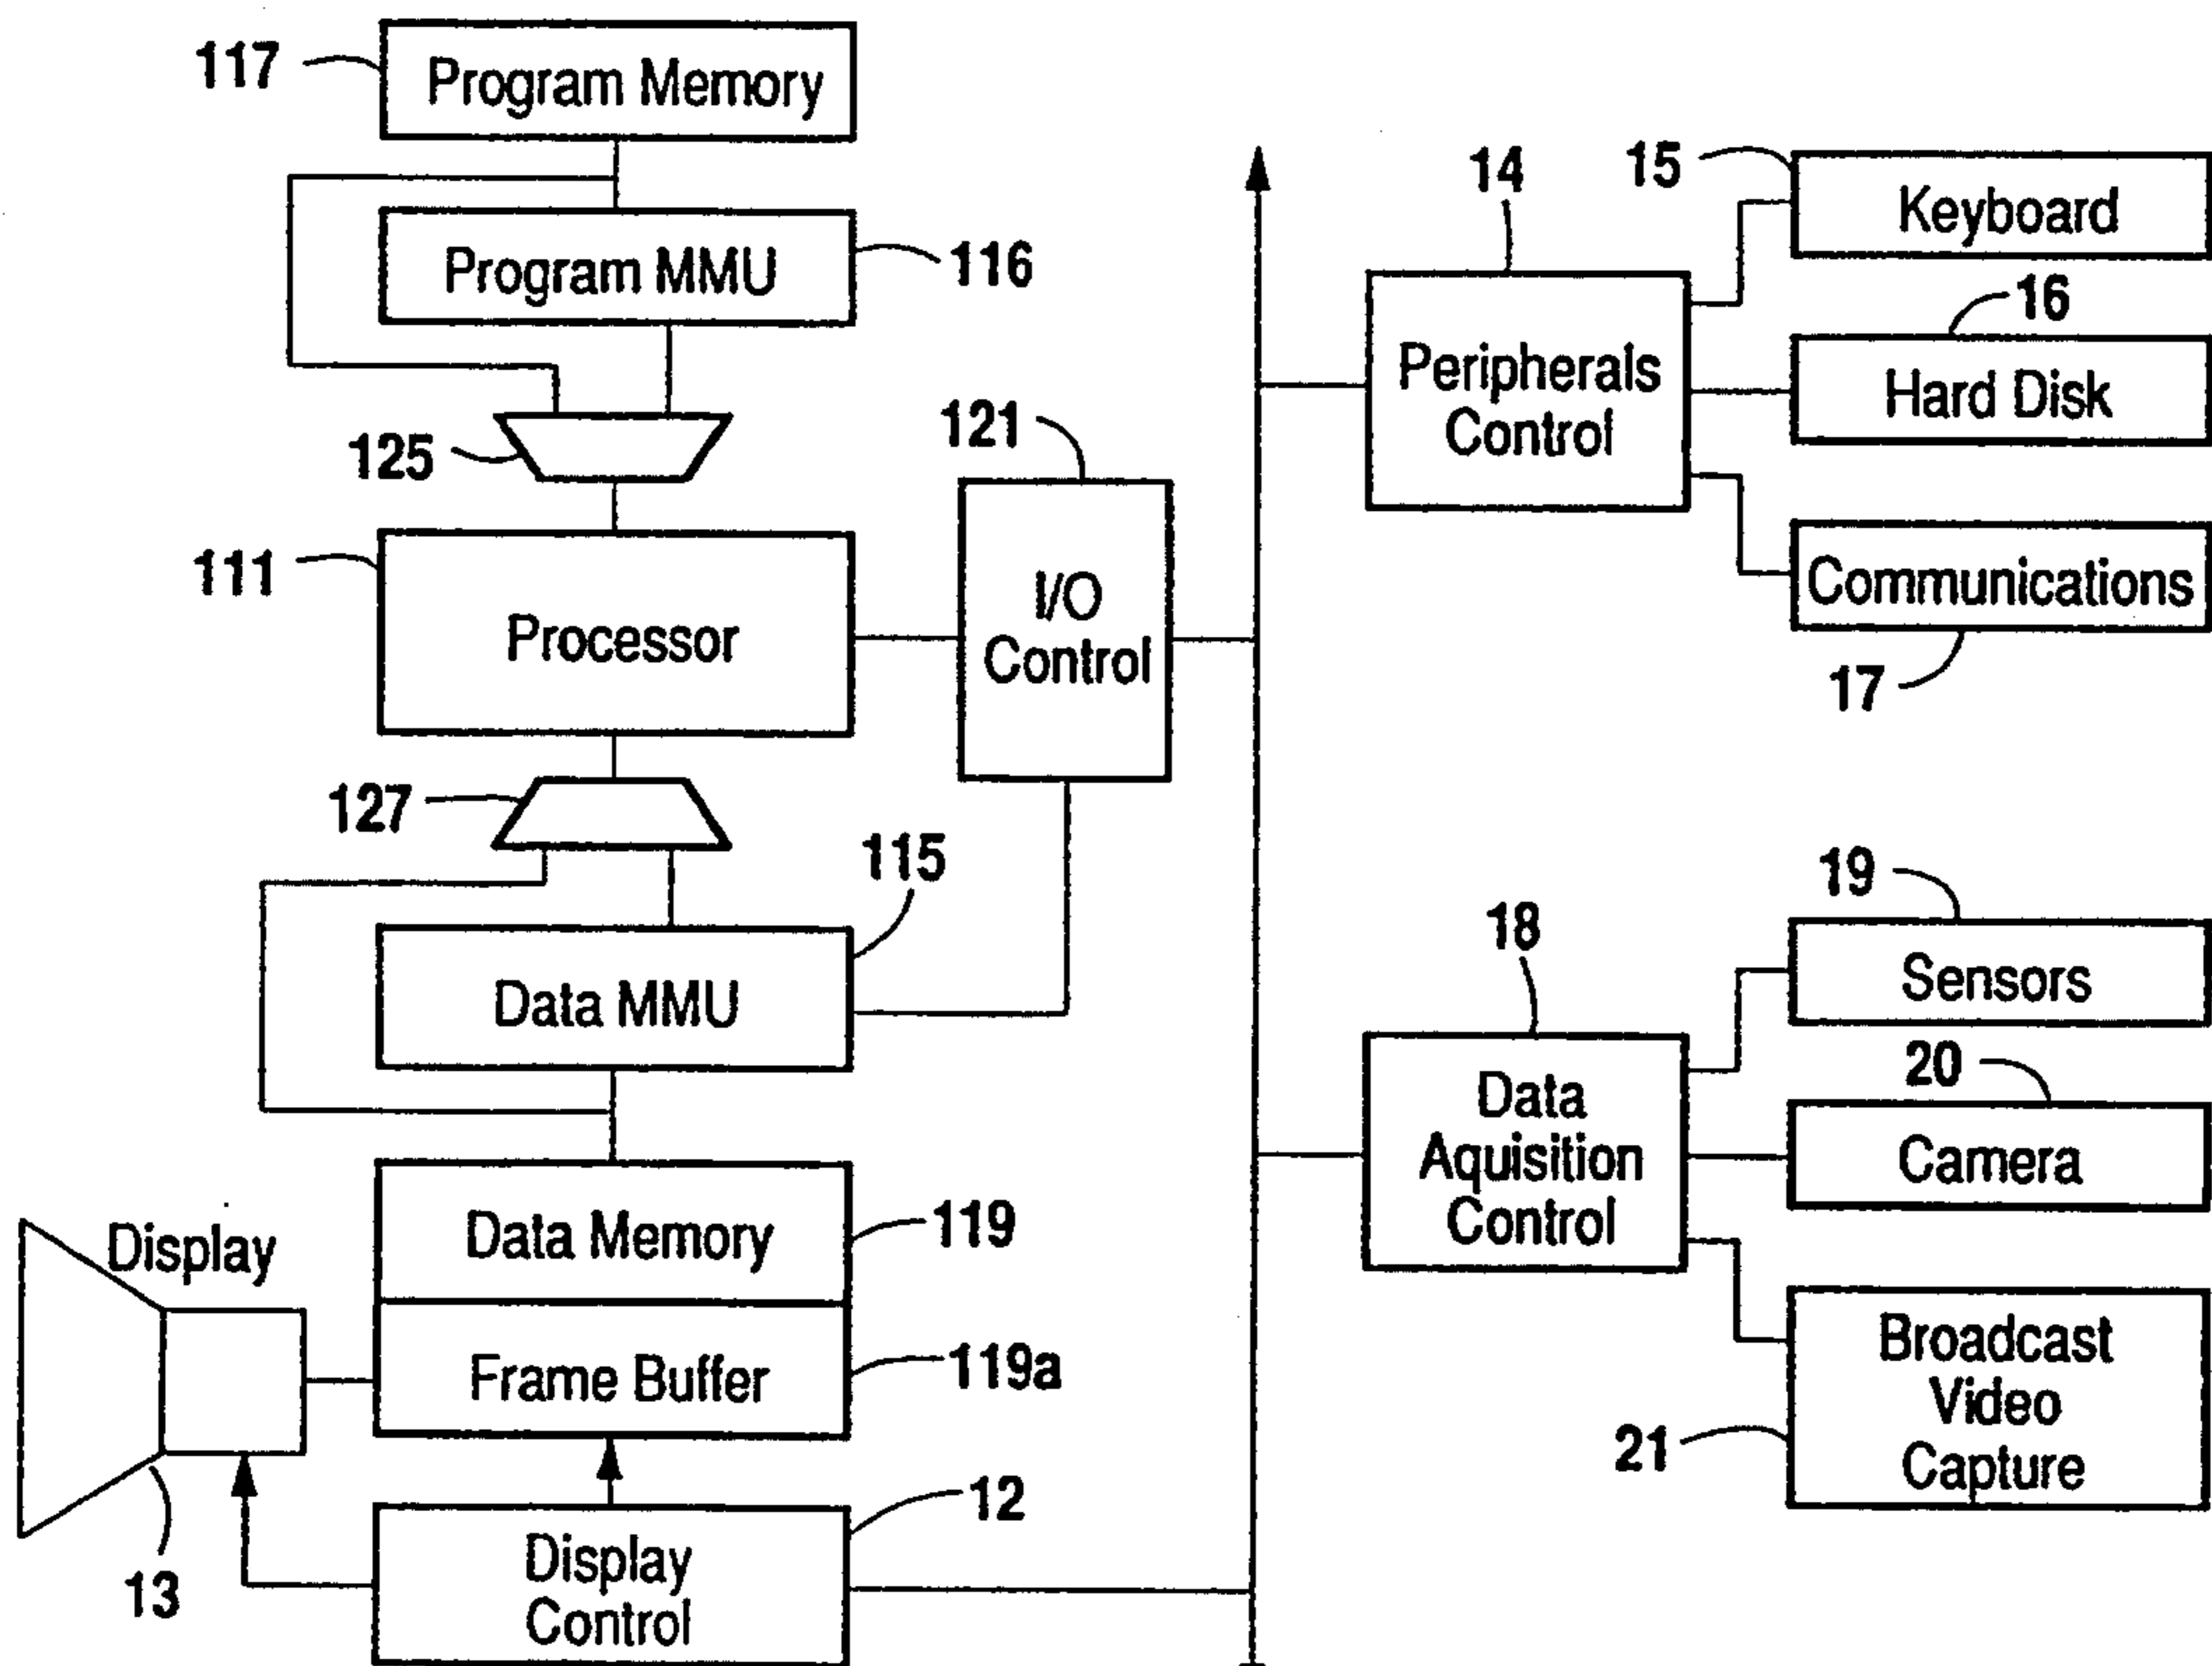 117
Program Memory
Program MMU
116
125
111
Processor
121
I/O
Control
127
115
Data MMU
Data Memory
119
Display
Frame Buffer
119a
13
Display
Control
12
14
Peripherals
Control
15
Keyboard
16
Hard Disk
Communications
17
18
Data
Aquisition
Control
19
Sensors
20
Camera
21
Broadcast
Video
Capture